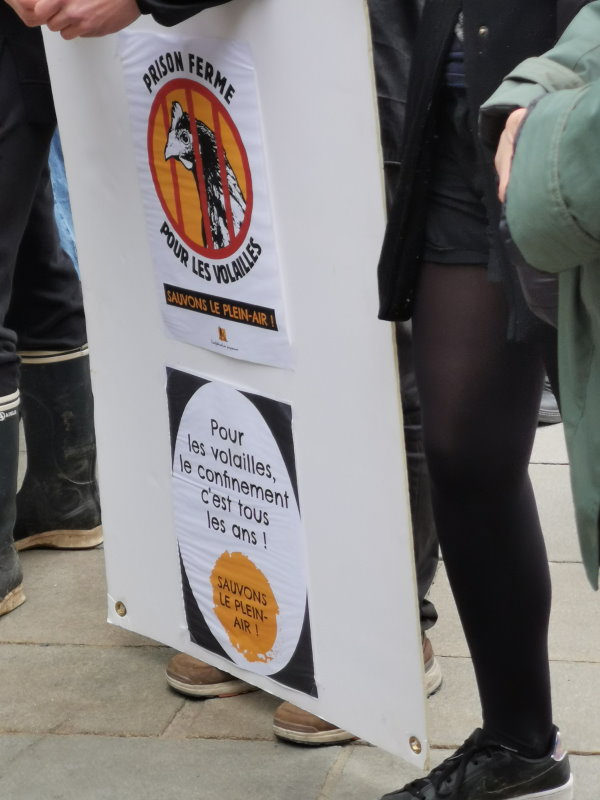 PRISON FERME
POUR LES VOLAILLES
SAUVONS LE PLEIN-AIR !
Pour
les volailles,
le confinement
c'est tous
les ans !
SAUVONS
LE PLEIN-
AIR !